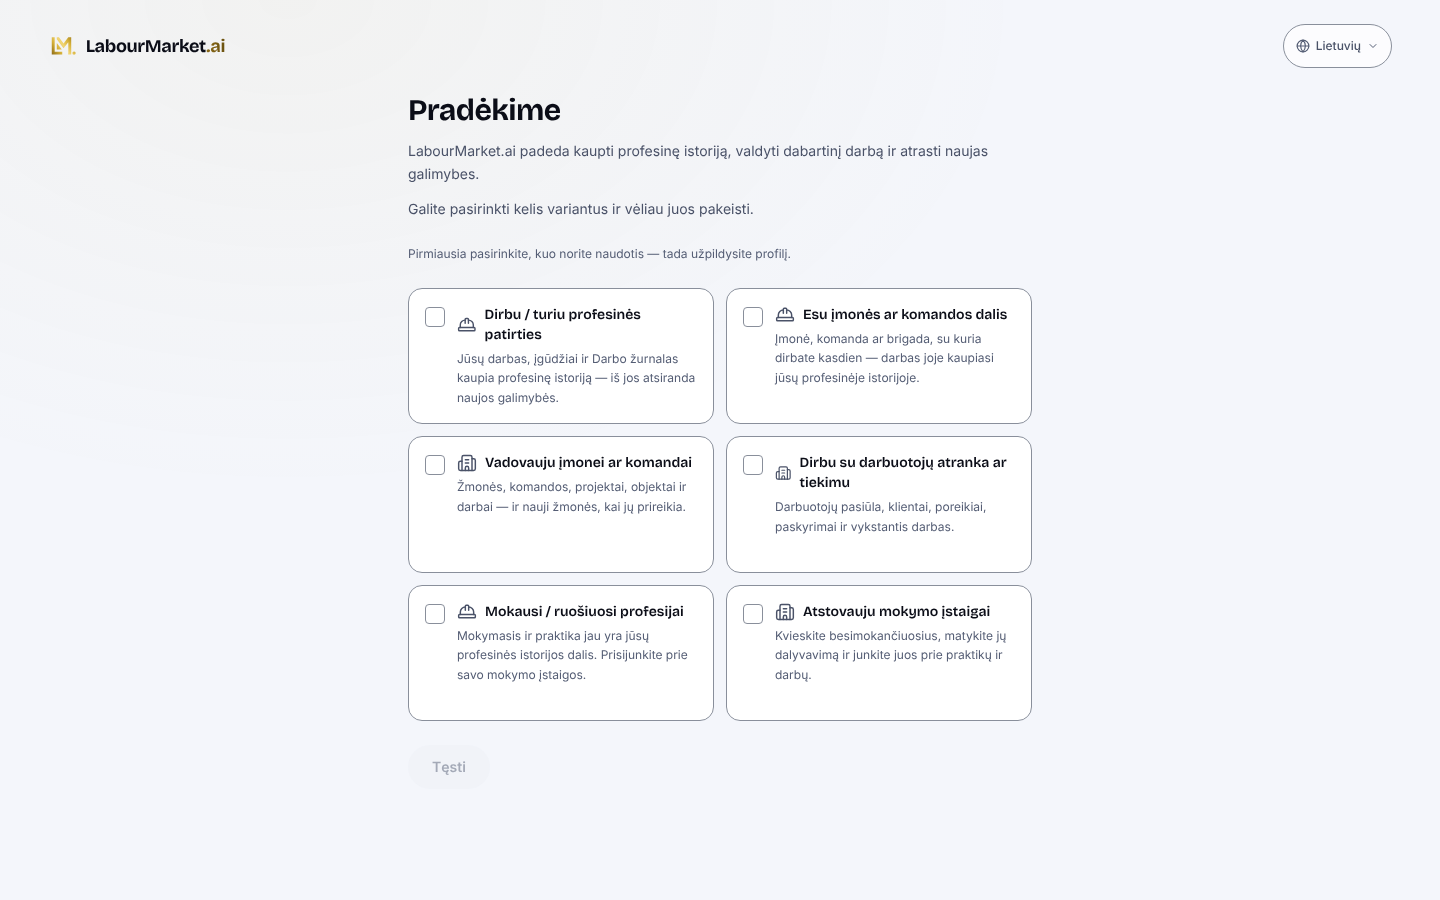 LabourMarket.ai
Lietuvių
Pradėkime
LabourMarket.ai padeda kaupti profesinę istoriją, valdyti dabartinį darbą ir atrasti naujas
galimybes.
Galite pasirinkti kelis variantus ir vėliau juos pakeisti.
Pirmiausia pasirinkite, kuo norite naudotis — tada užpildysite profilį.
Dirbu / turiu profesinės
patirties
Jūsų darbas, įgūdžiai ir Darbo žurnalas
kaupia profesinę istoriją — iš jos atsiranda
naujos galimybės.
Esu įmonės ar komandos dalis
Įmonė, komanda ar brigada, su kuria
dirbate kasdien — darbas joje kaupiasi
jūsų profesinėje istorijoje.
Vadovauju įmonei ar komandai
Žmonės, komandos, projektai, objektai ir
darbai — ir nauji žmonės, kai jų prireikia.
Dirbu su darbuotojų atranka ar
tiekimu
Darbuotojų pasiūla, klientai, poreikiai,
paskyrimai ir vykstantis darbas.
Mokausi / ruošiuosi profesijai
Mokymasis ir praktika jau yra jūsų
profesinės istorijos dalis. Prisijunkite prie
savo mokymo įstaigos.
Atstovauju mokymo įstaigai
Kvieskite besimokančiuosius, matykite jų
dalyvavimą ir junkite juos prie praktikų ir
darbų.
Tęsti